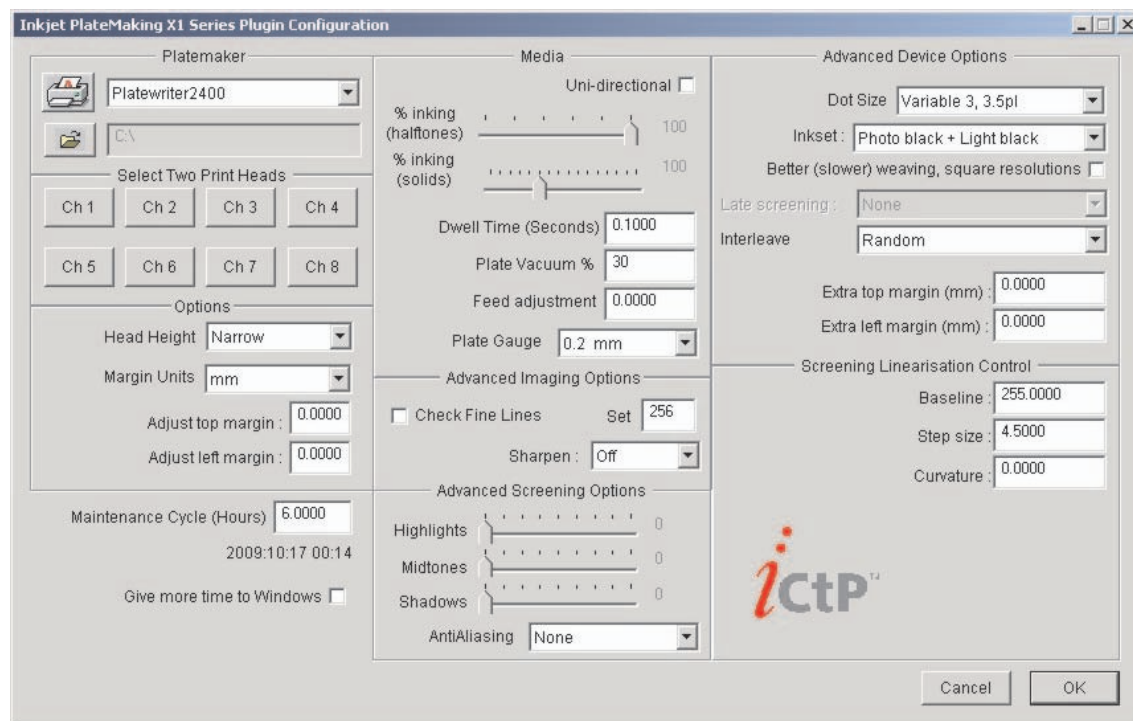 Inkjet PlateMaking X1 Series Plugin Configuration
Platemaker
Platewriter2400
C:\
Select Two Print Heads
Ch 1 Ch 2 Ch 3 Ch 4
Ch 5 Ch 6 Ch 7 Ch 8
Options
Head Height Narrow
Margin Units mm
Adjust top margin : 0.0000
Adjust left margin : 0.0000
Maintenance Cycle (Hours) 6.0000
2009:10:17 00:14
Give more time to Windows
Media
Uni-directional
% inking
(halftones) 100
% inking
(solids) 100
Dwell Time (Seconds) 0.1000
Plate Vacuum % 30
Feed adjustment 0.0000
Plate Gauge 0.2 mm
Advanced Imaging Options
Check Fine Lines Set 256
Sharpen : Off
Advanced Screening Options
Highlights 0
Midtones 0
Shadows 0
AntiAliasing None
Advanced Device Options
Dot Size Variable 3, 3.5pl
Inkset : Photo black + Light black
Better (slower) weaving, square resolutions
Late screening : None
Interleave Random
Extra top margin (mm) : 0.0000
Extra left margin (mm) : 0.0000
Screening Linearisation Control
Baseline : 255.0000
Step size : 4.5000
Curvature : 0.0000
iCtP™
Cancel OK